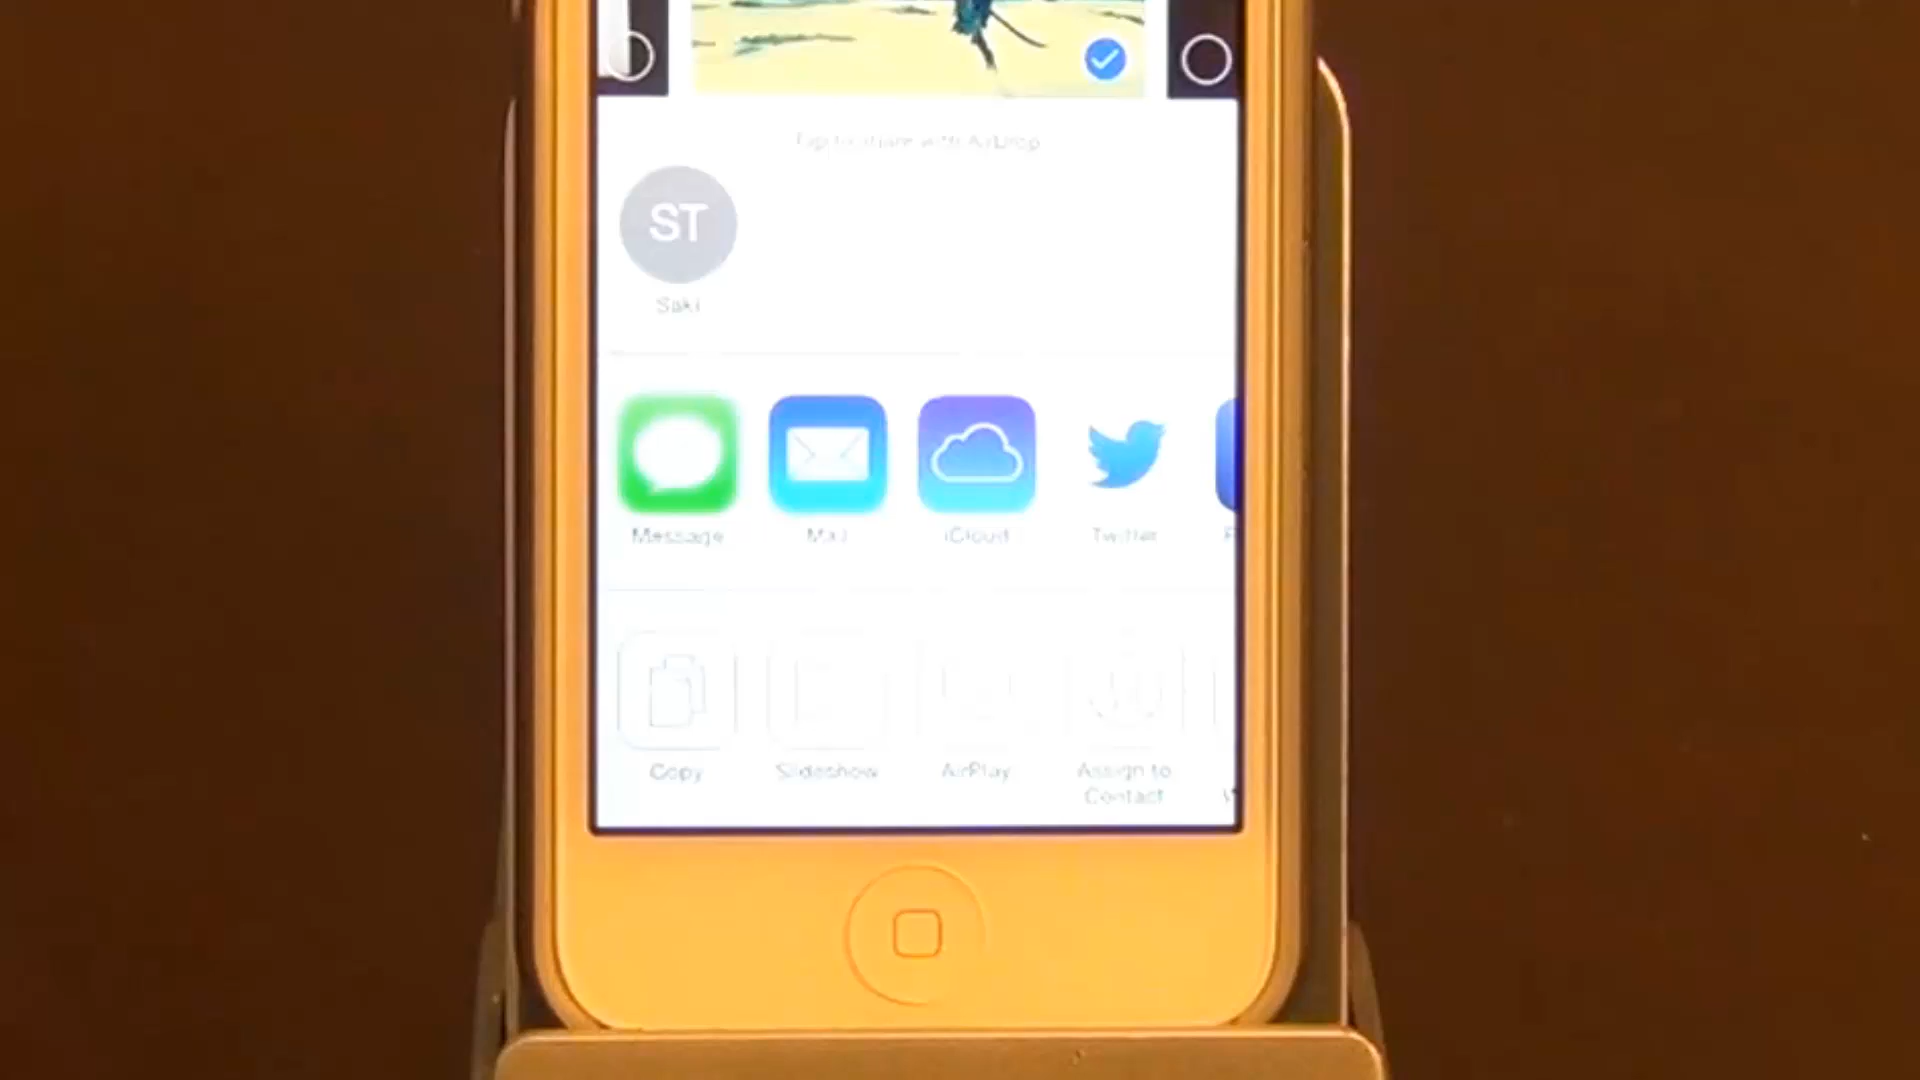 Tap to share with AirDrop
ST
Saki
Message
Mail
iCloud
Twitter
F
Copy
Slideshow
AirPlay
Assign to
Contact